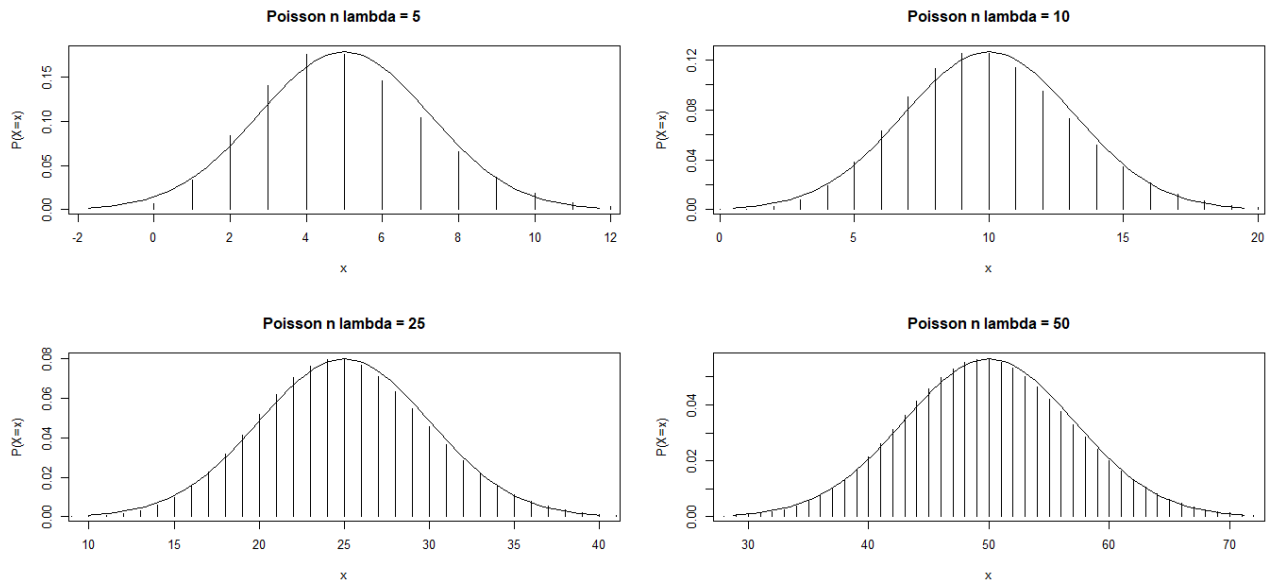 Poisson n lambda = 5
P(X=x)
0.00 0.05 0.10 0.15
-2 0 2 4 6 8 10 12
x
Poisson n lambda = 10
P(X=x)
0.00 0.04 0.08 0.12
0 5 10 15 20
x
Poisson n lambda = 25
P(X=x)
0.00 0.02 0.04 0.06 0.08
10 15 20 25 30 35 40
x
Poisson n lambda = 50
P(X=x)
0.00 0.02 0.04
30 40 50 60 70
x